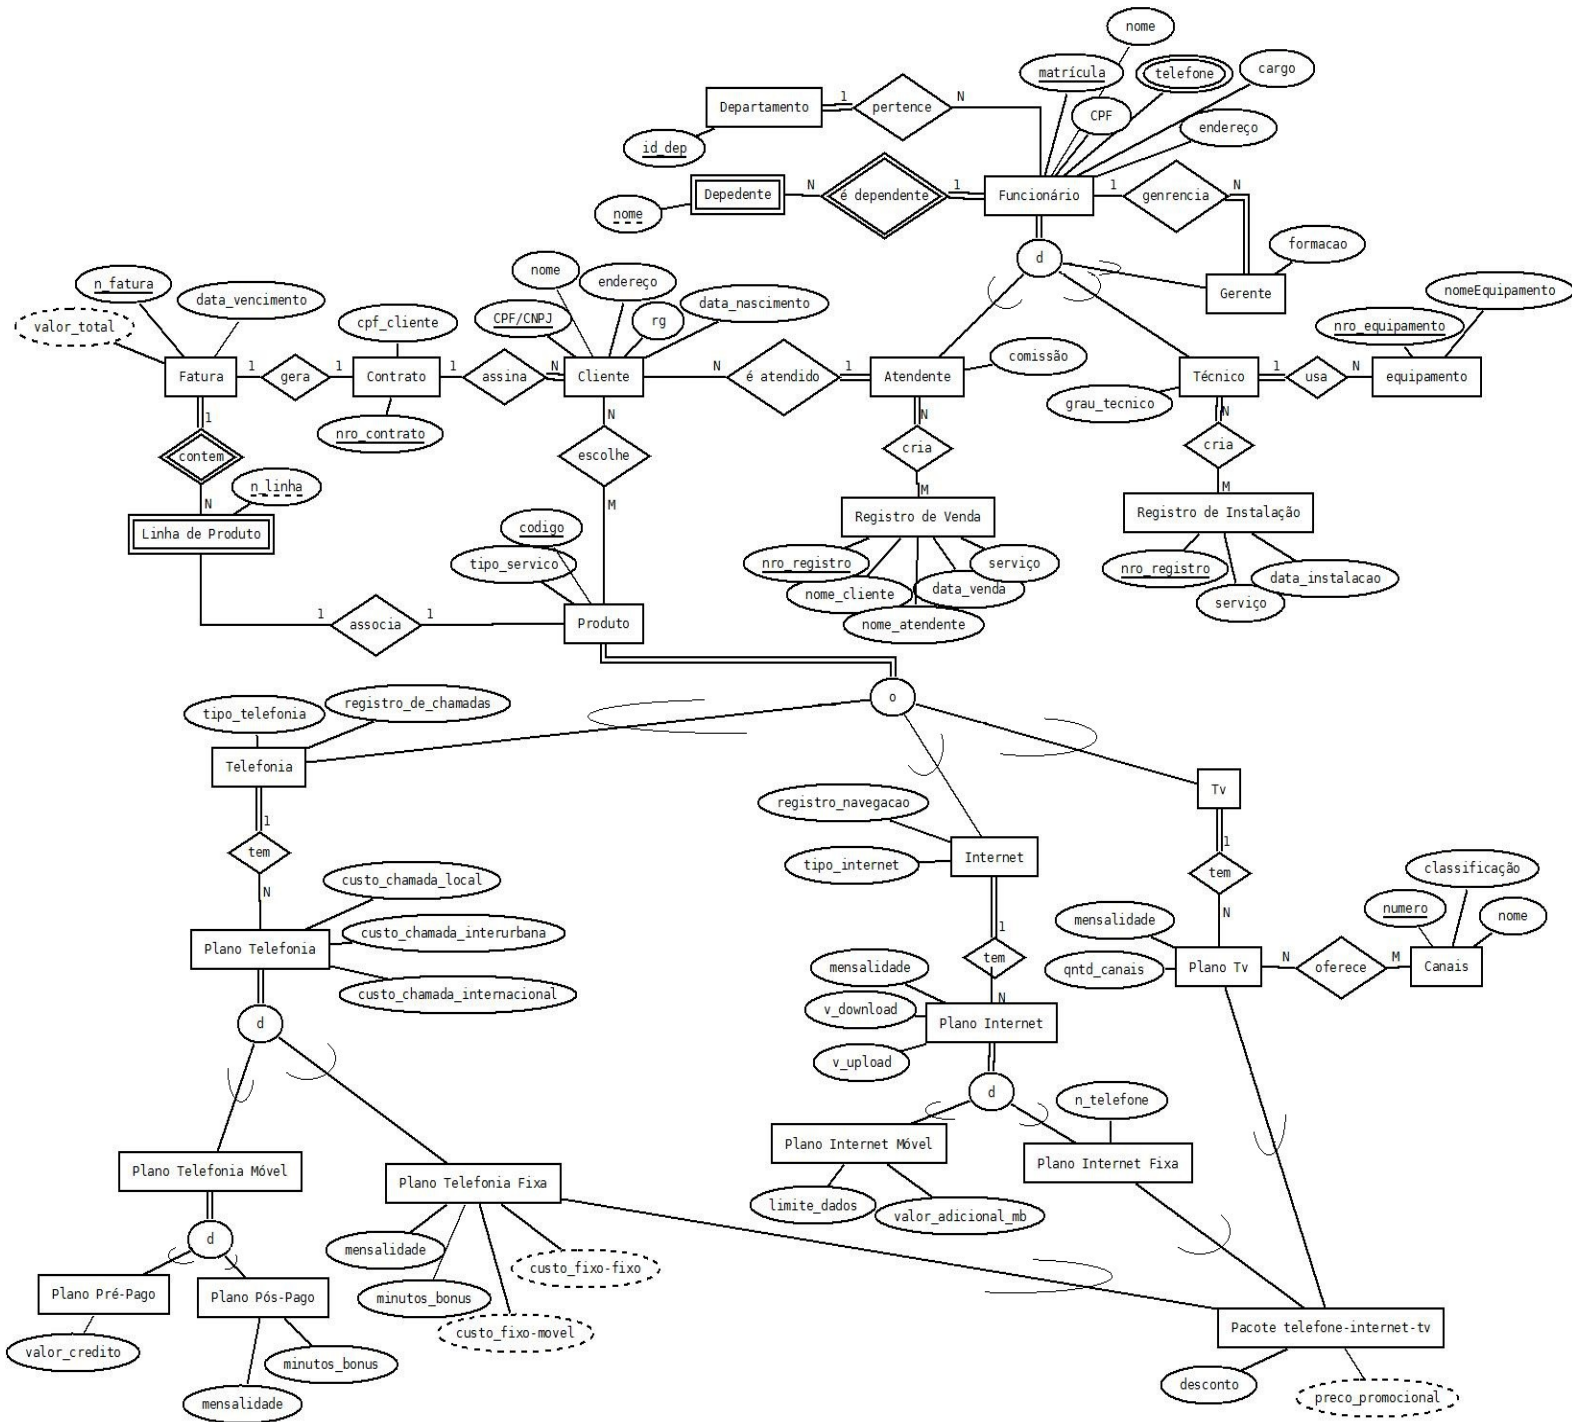 nome
matrícula
telefone
cargo
Departamento
1
pertence
N
CPF
endereço
id_dep
Depedente
N
é dependente
1
Funcionário
1
genrencia
N
nome
d
formacao
Gerente
nomeEquipamento
nro_equipamento
n_fatura
data_vencimento
valor_total
cpf_cliente
nome
endereço
CPF/CNPJ
rg
data_nascimento
comissão
Fatura
1
gera
1
Contrato
1
assina
N
Cliente
N
é atendido
1
Atendente
Técnico
1
usa
N
equipamento
grau_tecnico
nro_contrato
1
contem
N
n_linha
Linha de Produto
N
escolhe
M
N
cria
M
N
cria
M
Registro de Venda
Registro de Instalação
codigo
tipo_servico
nro_registro
nome_cliente
nome_atendente
data_venda
serviço
nro_registro
serviço
data_instalacao
1
associa
1
Produto
o
tipo_telefonia
registro_de_chamadas
Telefonia
1
tem
N
registro_navegacao
tipo_internet
Internet
1
tem
N
Tv
1
tem
N
classificação
numero
nome
custo_chamada_local
custo_chamada_interurbana
custo_chamada_internacional
Plano Telefonia
mensalidade
qntd_canais
Plano Tv
N
oferece
M
Canais
mensalidade
v_download
v_upload
Plano Internet
d
d
n_telefone
Plano Internet Móvel
Plano Internet Fixa
Plano Telefonia Móvel
Plano Telefonia Fixa
limite_dados
valor_adicional_mb
d
mensalidade
minutos_bonus
custo_fixo-movel
custo_fixo-fixo
Plano Pré-Pago
Plano Pós-Pago
valor_credito
mensalidade
minutos_bonus
Pacote telefone-internet-tv
desconto
preco_promocional